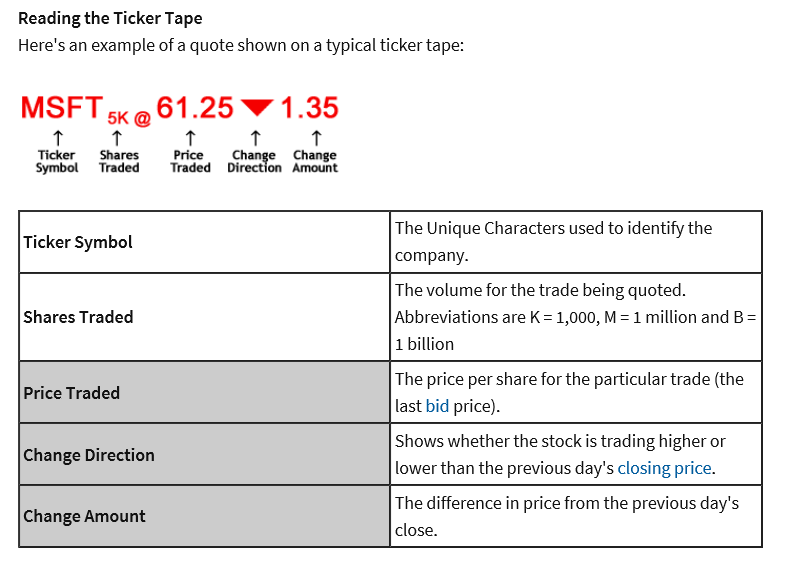 Reading the Ticker Tape
Here's an example of a quote shown on a typical ticker tape:
MSFT 5K @ 61.25 ▼ 1.35
↑ ↑ ↑ ↑ ↑
Ticker Shares Price Change Change
Symbol Traded Traded Direction Amount
Ticker Symbol
The Unique Characters used to identify the
company.
Shares Traded
The volume for the trade being quoted.
Abbreviations are K = 1,000, M = 1 million and B =
1 billion
Price Traded
The price per share for the particular trade (the
last bid price).
Change Direction
Shows whether the stock is trading higher or
lower than the previous day's closing price.
Change Amount
The difference in price from the previous day's
close.